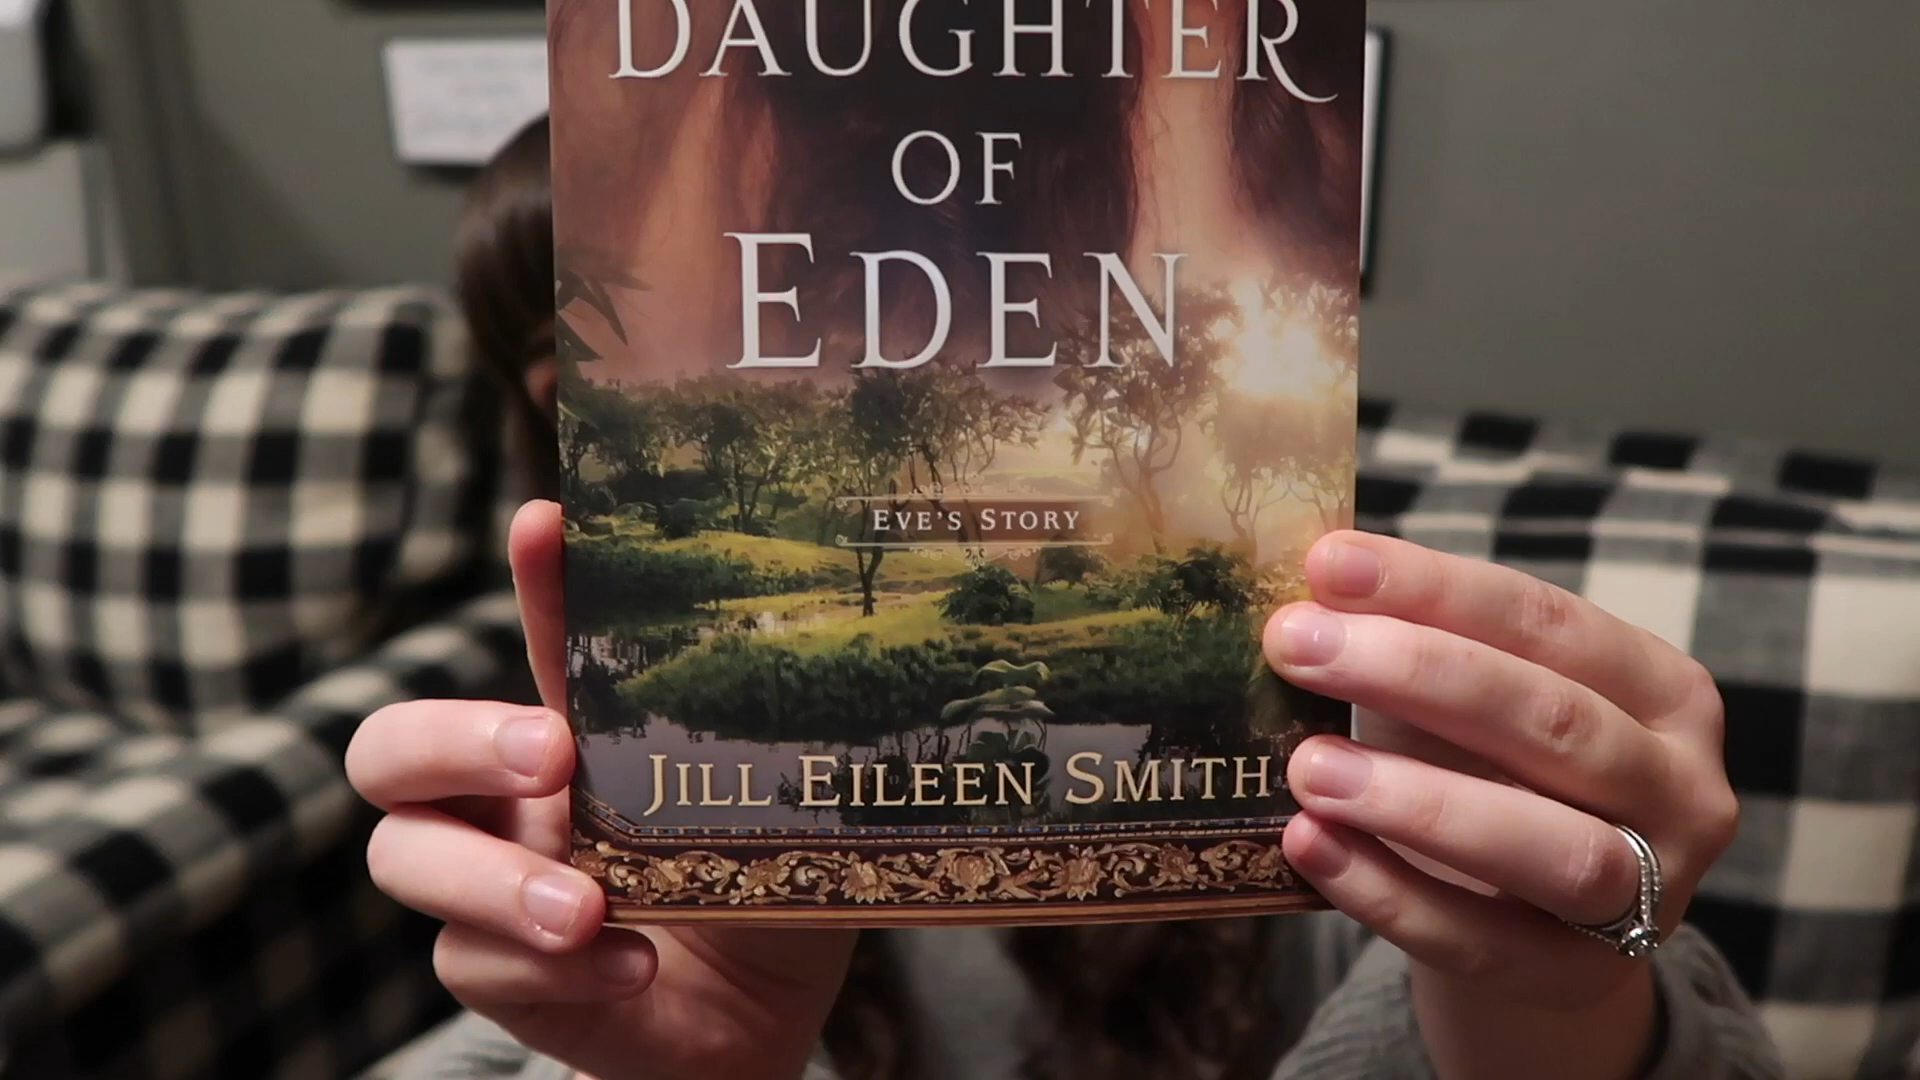 DAUGHTER
OF
EDEN
EVE'S STORY
JILL EILEEN SMITH